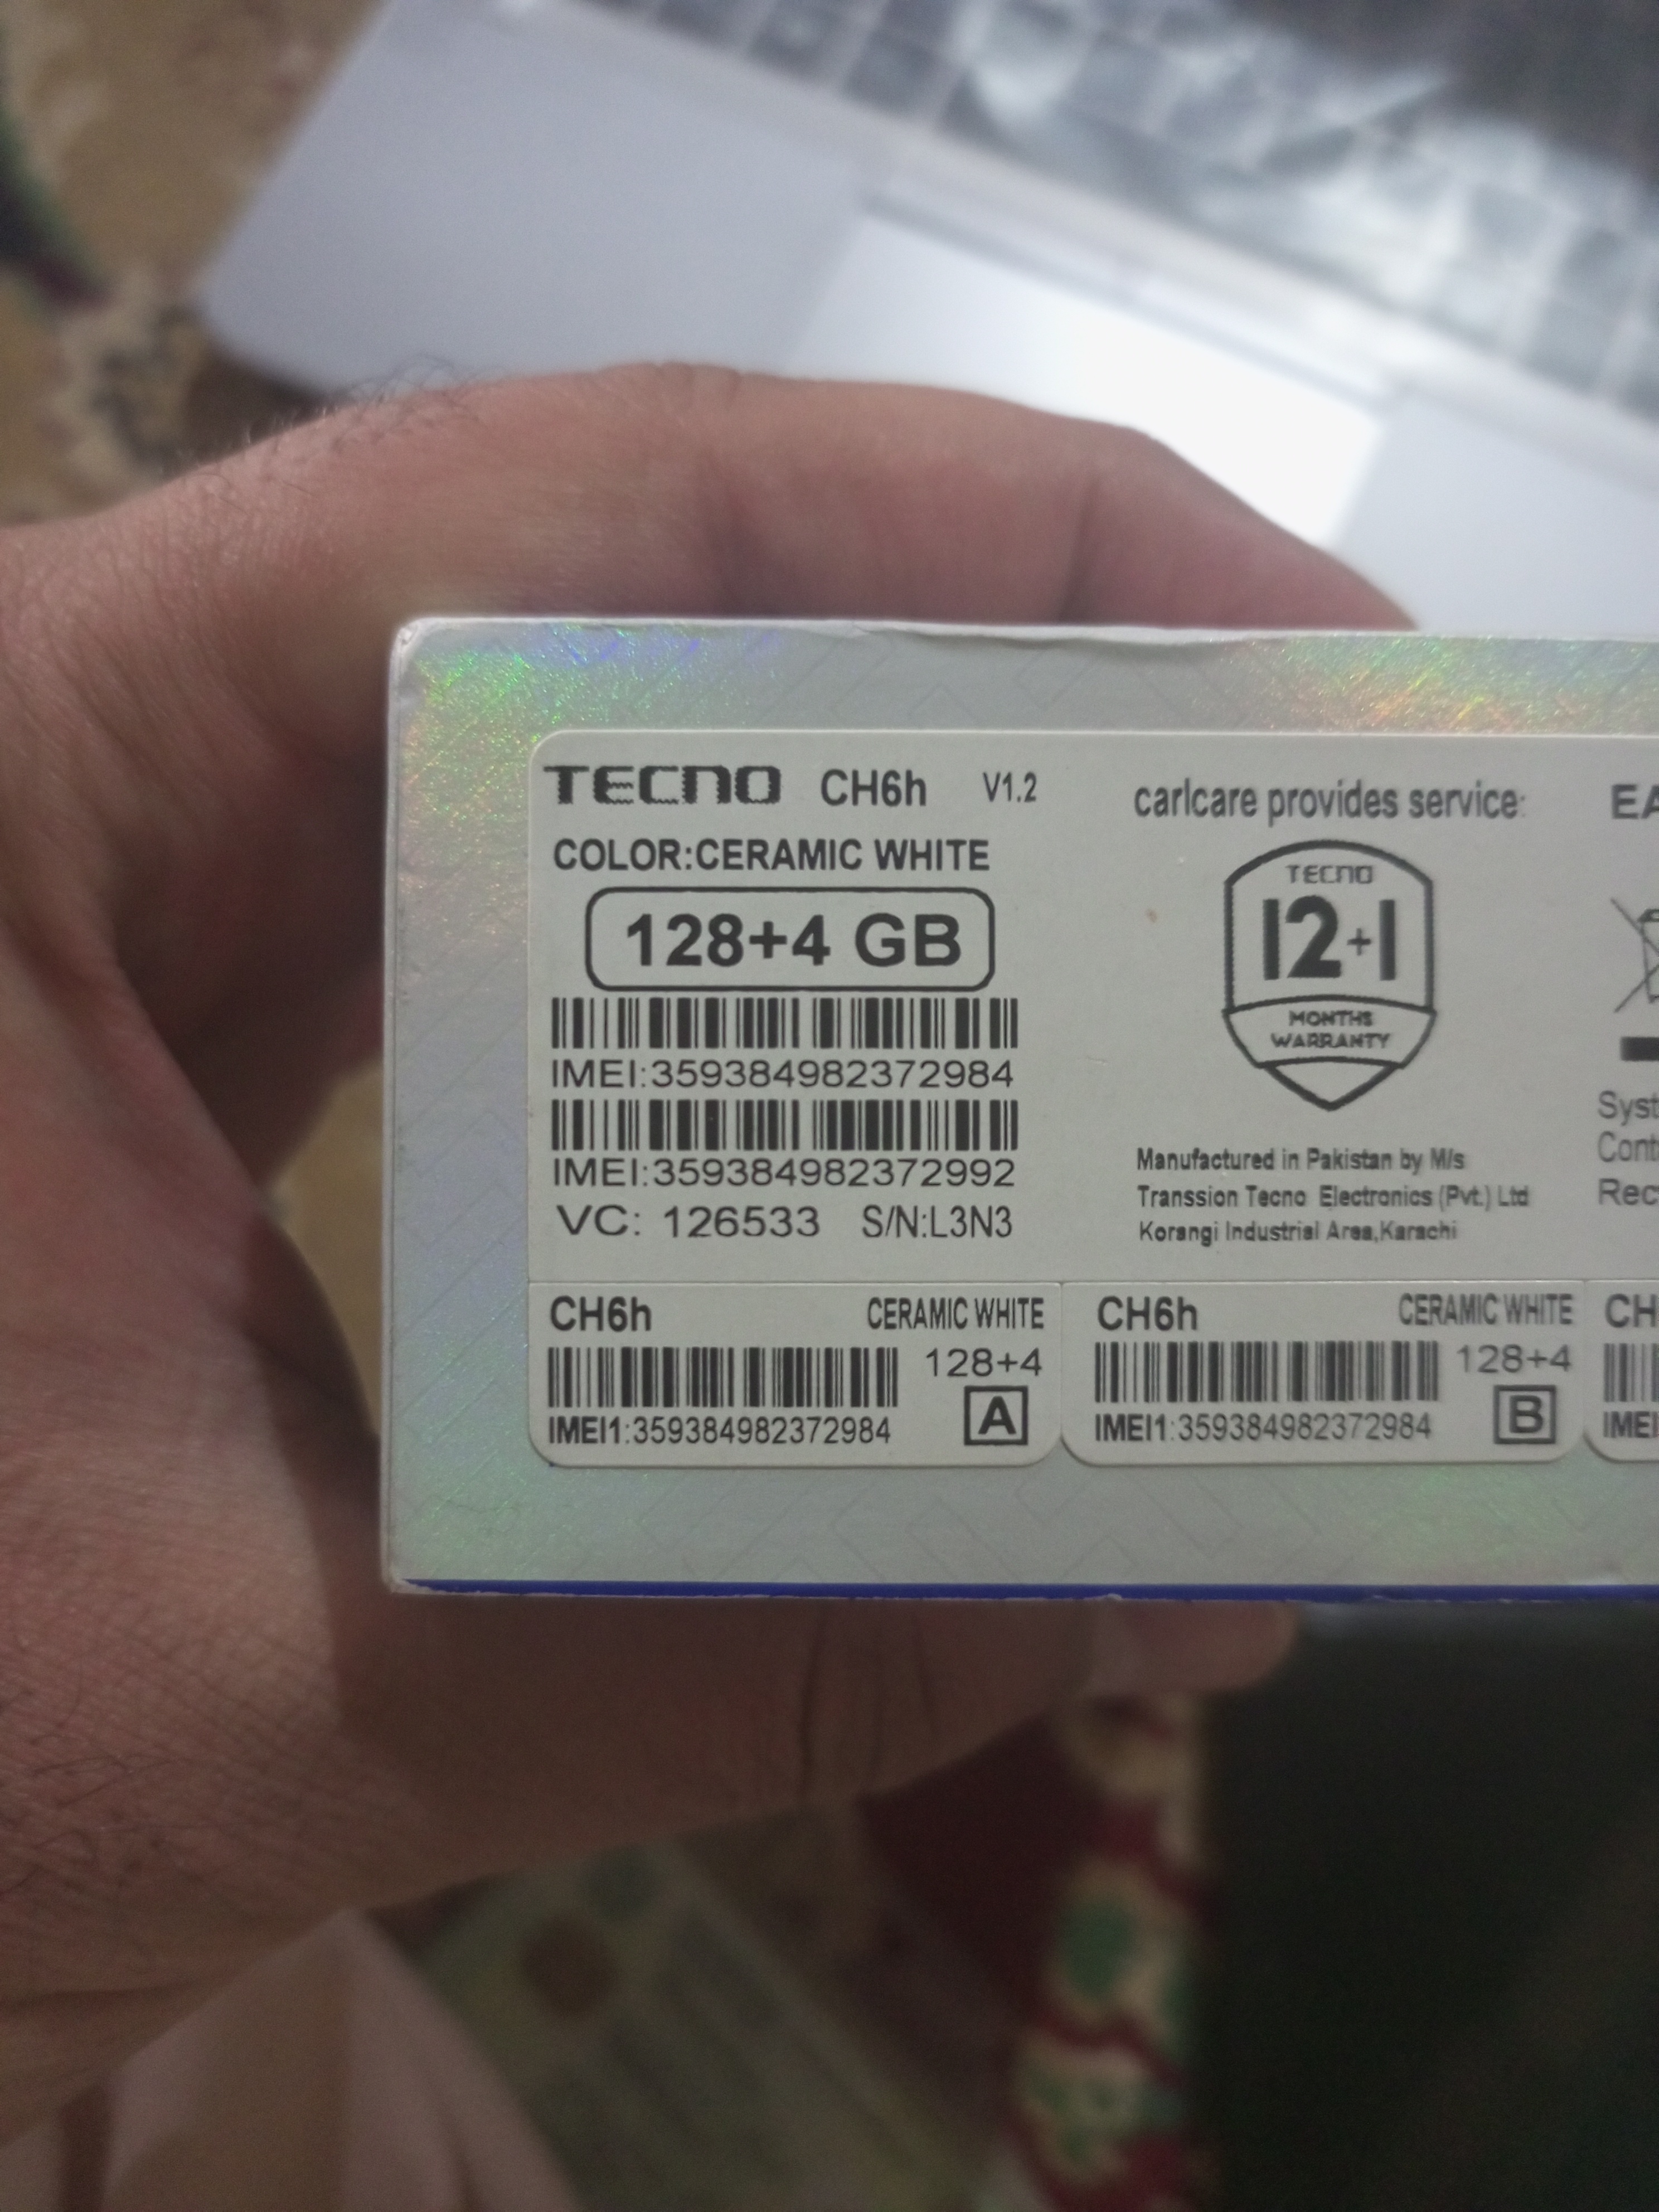 TECNO CH6h V1.2
COLOR:CERAMIC WHITE
128+4 GB
IMEI:359384982372984
IMEI:359384982372992
VC: 126533 S/N:L3N3
carlcare provides service:
TECNO
12+1
MONTHS
WARRANTY
Manufactured in Pakistan by M/s
Transsion Tecno Electronics (Pvt.) Ltd
Korangi Industrial Area,Karachi
CH6h CERAMIC WHITE
128+4
IMEI1:359384982372984
A
CH6h CERAMIC WHITE
128+4
IMEI1:359384982372984
B